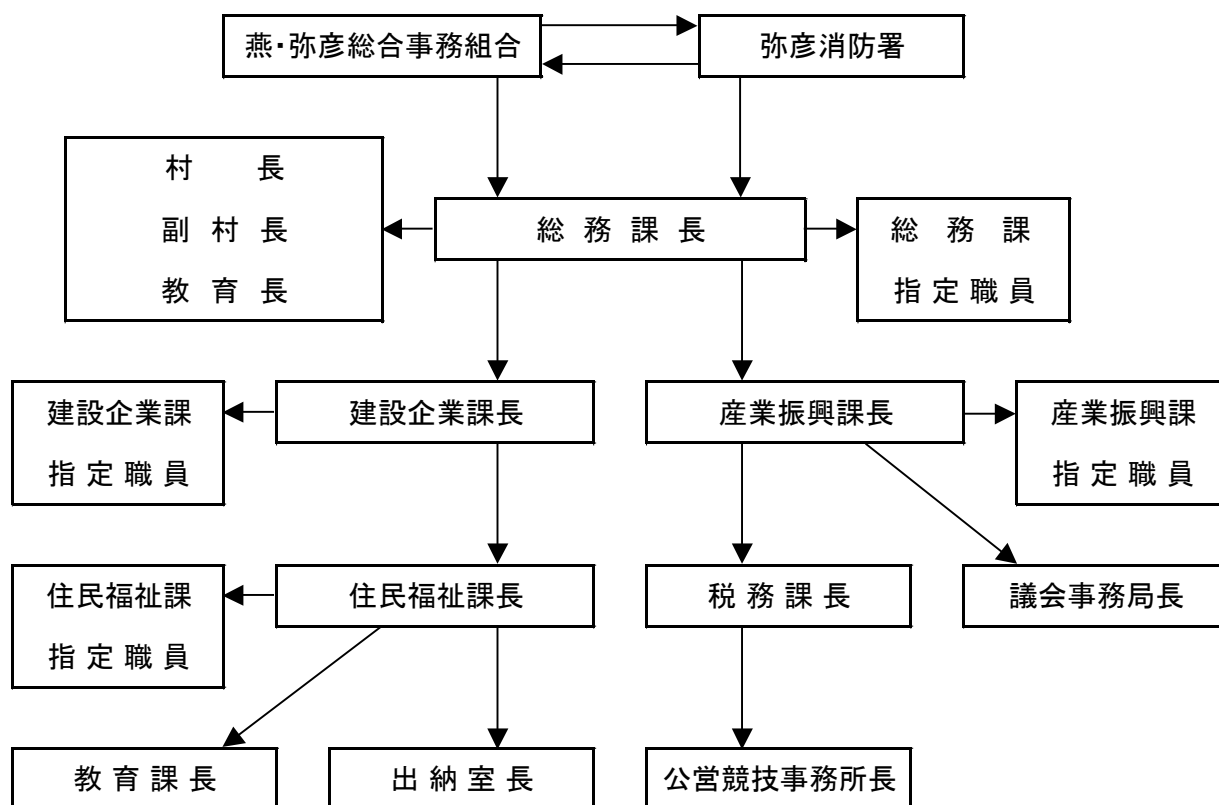 燕・弥彦総合事務組合
弥彦消防署
村長
副村長
教育長
総務課長
総務課
指定職員
建設企業課
指定職員
建設企業課長
産業振興課長
産業振興課
指定職員
住民福祉課
指定職員
住民福祉課長
税務課長
議会事務局長
教育課長
出納室長
公営競技事務所長